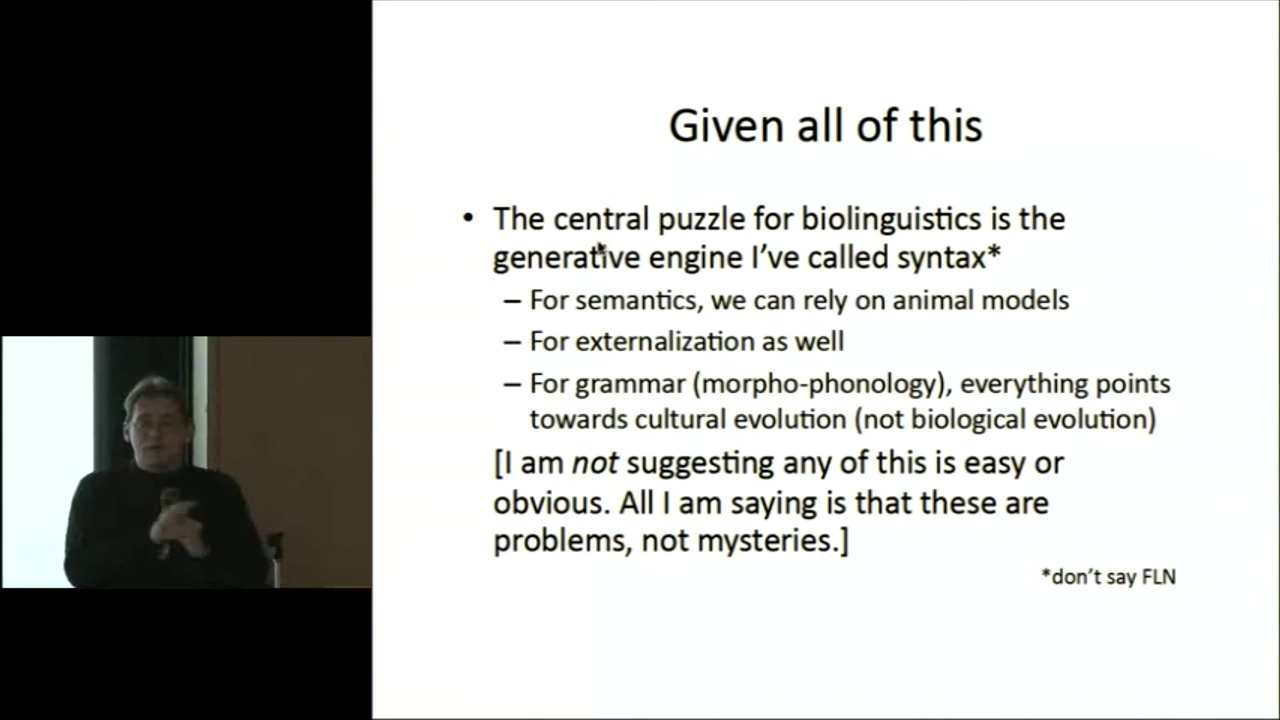 Given all of this
• The central puzzle for biolinguistics is the
generative engine I’ve called syntax*
– For semantics, we can rely on animal models
– For externalization as well
– For grammar (morpho-phonology), everything points
towards cultural evolution (not biological evolution)
[I am not suggesting any of this is easy or
obvious. All I am saying is that these are
problems, not mysteries.]
*don’t say FLN